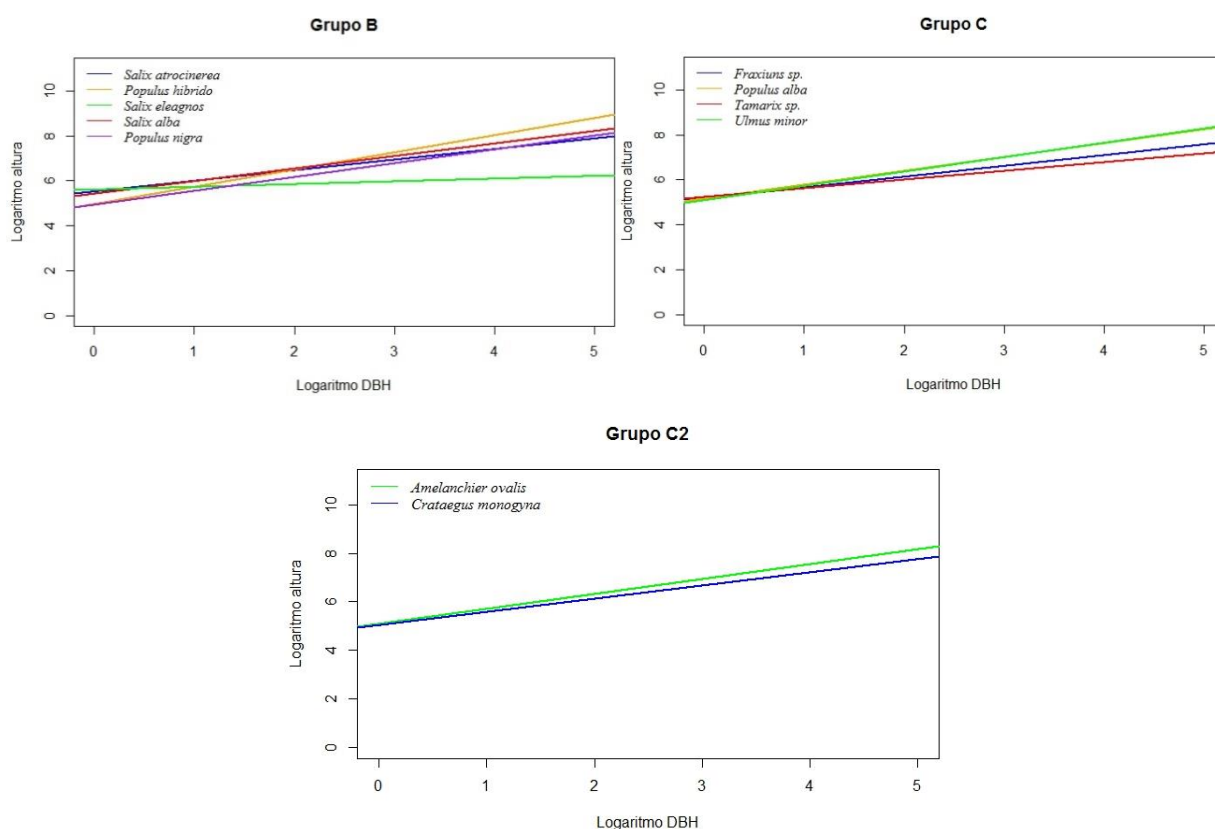 Grupo B
Salix atrocinerea
Populus hibrido
Salix eleagnos
Salix alba
Populus nigra
Logaritmo altura
10
8
6
4
2
0
0 1 2 3 4 5
Logaritmo DBH
Grupo C
Fraxiuns sp.
Populus alba
Tamarix sp.
Ulmus minor
Logaritmo altura
10
8
6
4
2
0
0 1 2 3 4 5
Logaritmo DBH
Grupo C2
Amelanchier ovalis
Crataegus monogyna
Logaritmo altura
10
8
6
4
2
0
0 1 2 3 4 5
Logaritmo DBH